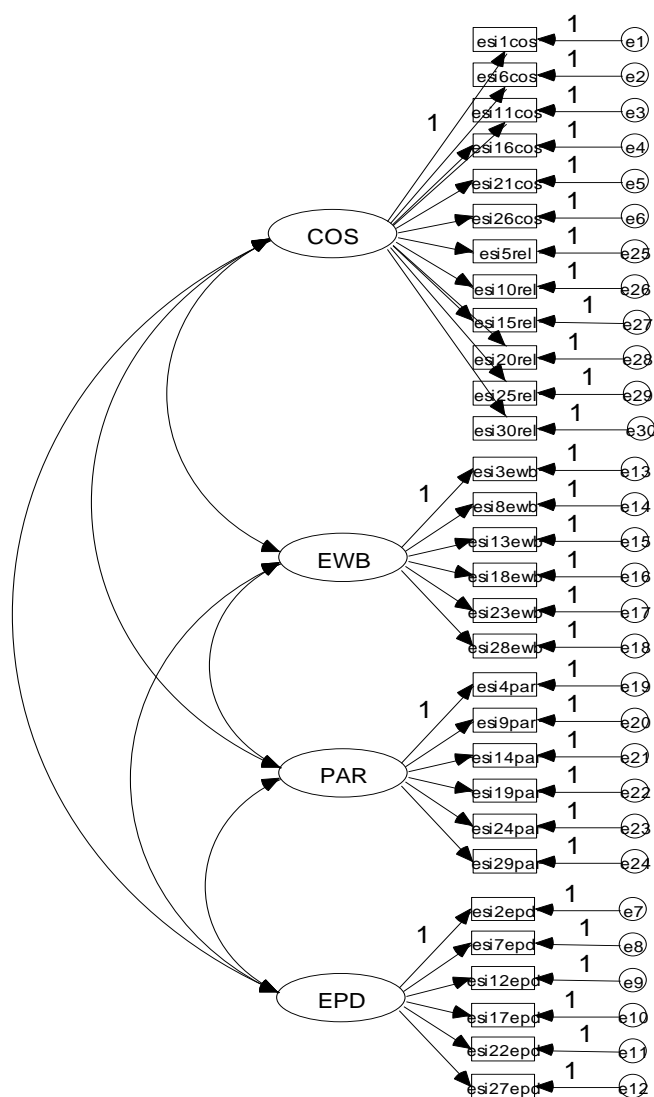 esi1cos 1 e1
esi6cos 1 e2
esi11cos 1 e3
1
esi16cos 1 e4
esi21cos 1 e5
esi26cos 1 e6
COS
esi5rel 1 e25
esi10rel 1 e26
esi15rel 1 e27
esi20rel 1 e28
esi25rel 1 e29
esi30rel 1 e30
esi3ewb 1 e13
1
esi8ewb 1 e14
esi13ewb 1 e15
EWB
esi18ewb 1 e16
esi23ewb 1 e17
esi28ewb 1 e18
esi4par 1 e19
1
esi9par 1 e20
esi14par 1 e21
PAR
esi19par 1 e22
esi24par 1 e23
esi29par 1 e24
esi2epd 1 e7
1
esi7epd 1 e8
esi12epd 1 e9
EPD
esi17epd 1 e10
esi22epd 1 e11
esi27epd 1 e12